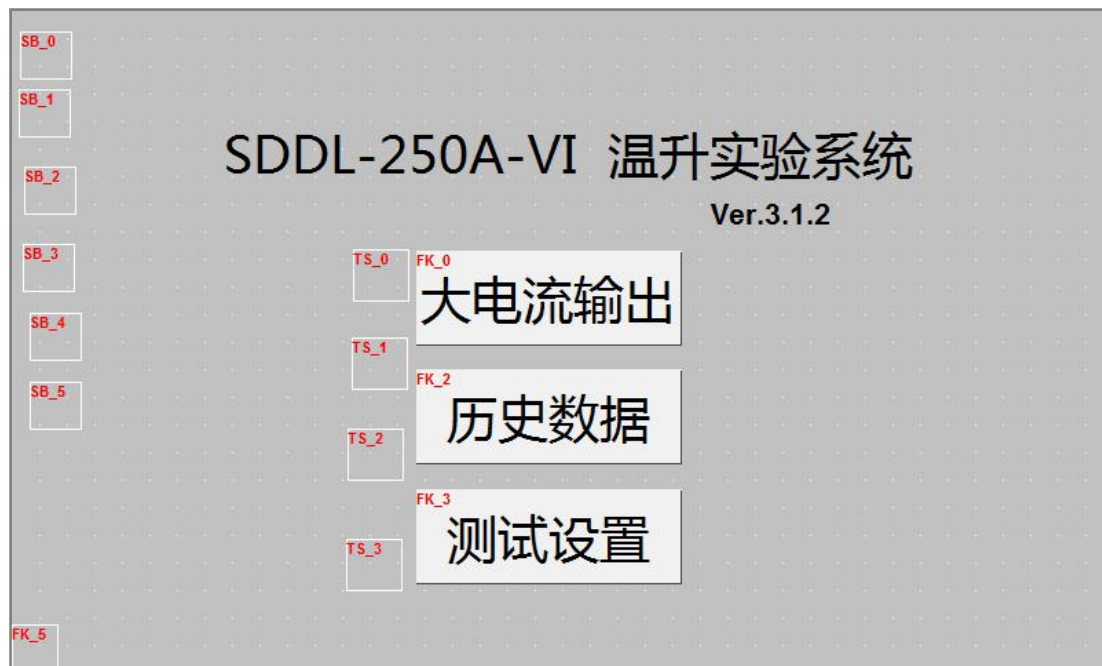 SB_0
SB_1
SDDL-250A-VI 温升实验系统
SB_2
Ver.3.1.2
SB_3
TS_0
FK_0
大电流输出
SB_4
TS_1
FK_2
SB_5
历史数据
TS_2
FK_3
测试设置
TS_3
FK_5